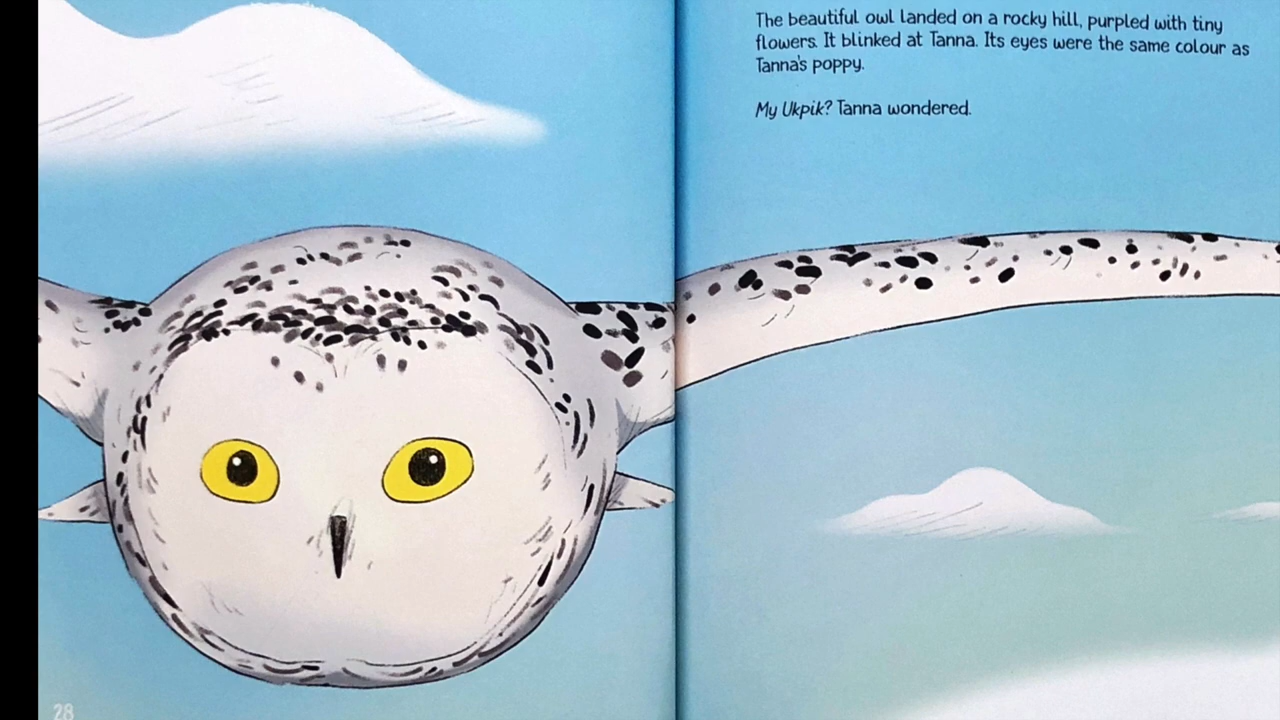 The beautiful owl landed on a rocky hill, purpled with tiny
flowers. It blinked at Tanna. Its eyes were the same colour as
Tanna's poppy.
My Ukpik? Tanna wondered.
28